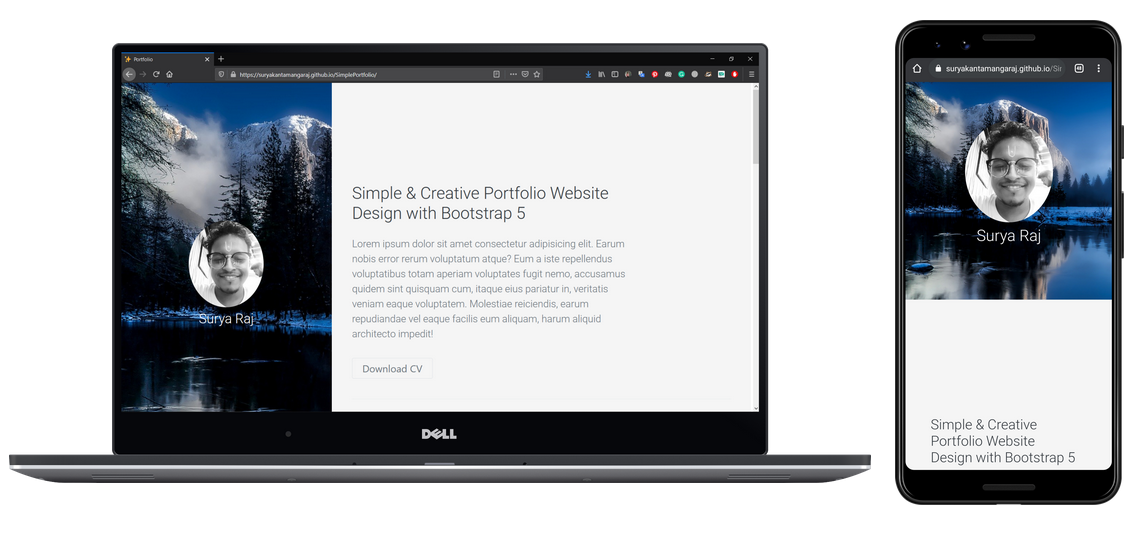 Portfolio
https://suryakantamangaraj.github.io/SimplePortfolio/
Simple & Creative Portfolio Website
Design with Bootstrap 5
Lorem ipsum dolor sit amet consectetur adipisicing elit. Earum
nobis error rerum voluptatum atque? Eum a iste repellendus
voluptatibus totam aperiam voluptates fugit nemo, accusamus
quidem sint quisquam cum, itaque eius pariatur in, veritatis
veniam eaque voluptatem. Molestiae reiciendis, earum
repudiandae vel eaque facilis eum aliquam, harum aliquid
architecto impedit!
Surya Raj
Download CV
DELL
suryakantamangaraj.github.io/Sir
Surya Raj
Simple & Creative
Portfolio Website
Design with Bootstrap 5